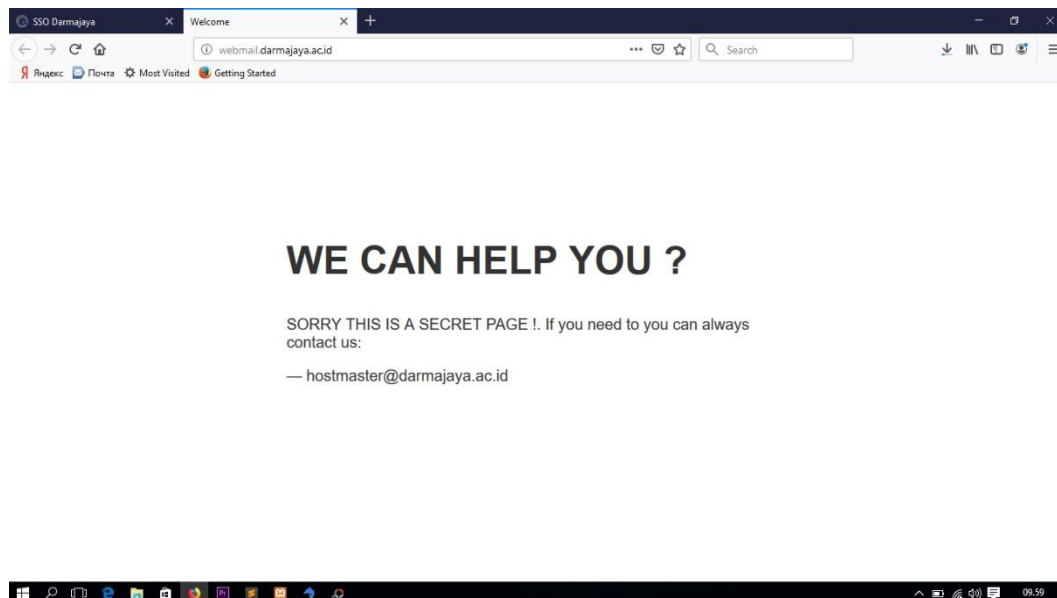 SSO Darmajaya
Welcome
webmail.darmajaya.ac.id
Search
Яндекс Почта Most Visited Getting Started
WE CAN HELP YOU ?
SORRY THIS IS A SECRET PAGE !. If you need to you can always
contact us:
— hostmaster@darmajaya.ac.id
Pr
09.59